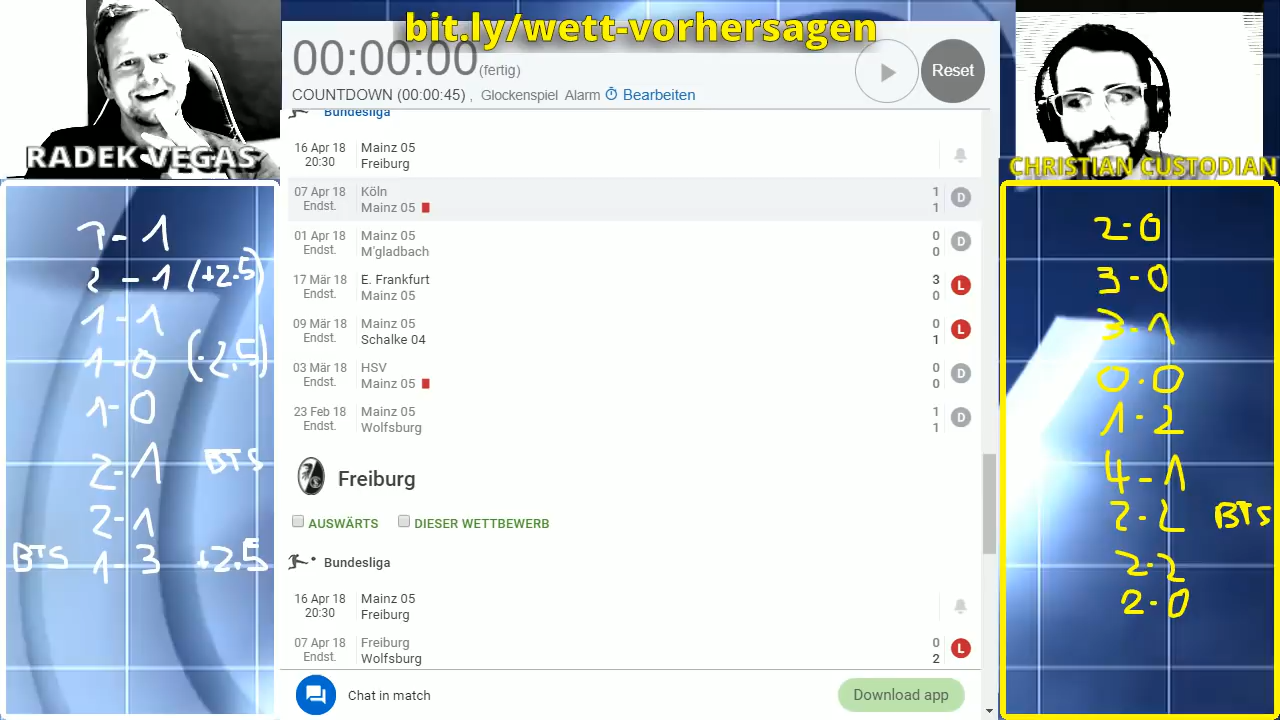 bit.ly/wett-vorhersagen
00:00 (fertig)
Reset
COUNTDOWN (00:00:45) , Glockenspiel Alarm Bearbeiten
Bundesliga
16 Apr 18 Mainz 05
20:30 Freiburg
07 Apr 18 Köln 1 D
Endst. Mainz 05 1
01 Apr 18 Mainz 05 0 D
Endst. M'gladbach 0
17 Mär 18 E. Frankfurt 3 L
Endst. Mainz 05 0
09 Mär 18 Mainz 05 0 L
Endst. Schalke 04 1
03 Mär 18 HSV 0 D
Endst. Mainz 05 0
23 Feb 18 Mainz 05 1 D
Endst. Wolfsburg 1
Freiburg
AUSWÄRTS DIESER WETTBEWERB
Bundesliga
16 Apr 18 Mainz 05
20:30 Freiburg
07 Apr 18 Freiburg 0 L
Endst. Wolfsburg 2
Chat in match
Download app
RADEK VEGAS
2-1 (+2.5)
1-1
1-0 (-2.5)
1-0
2-1 BTS
2-1
BTS 1-3 +2.5
CHRISTIAN CUSTODIAN
2-0
3-0
3-1
0-0
1-2
4-1
2-2 BTS
2-2
2-0